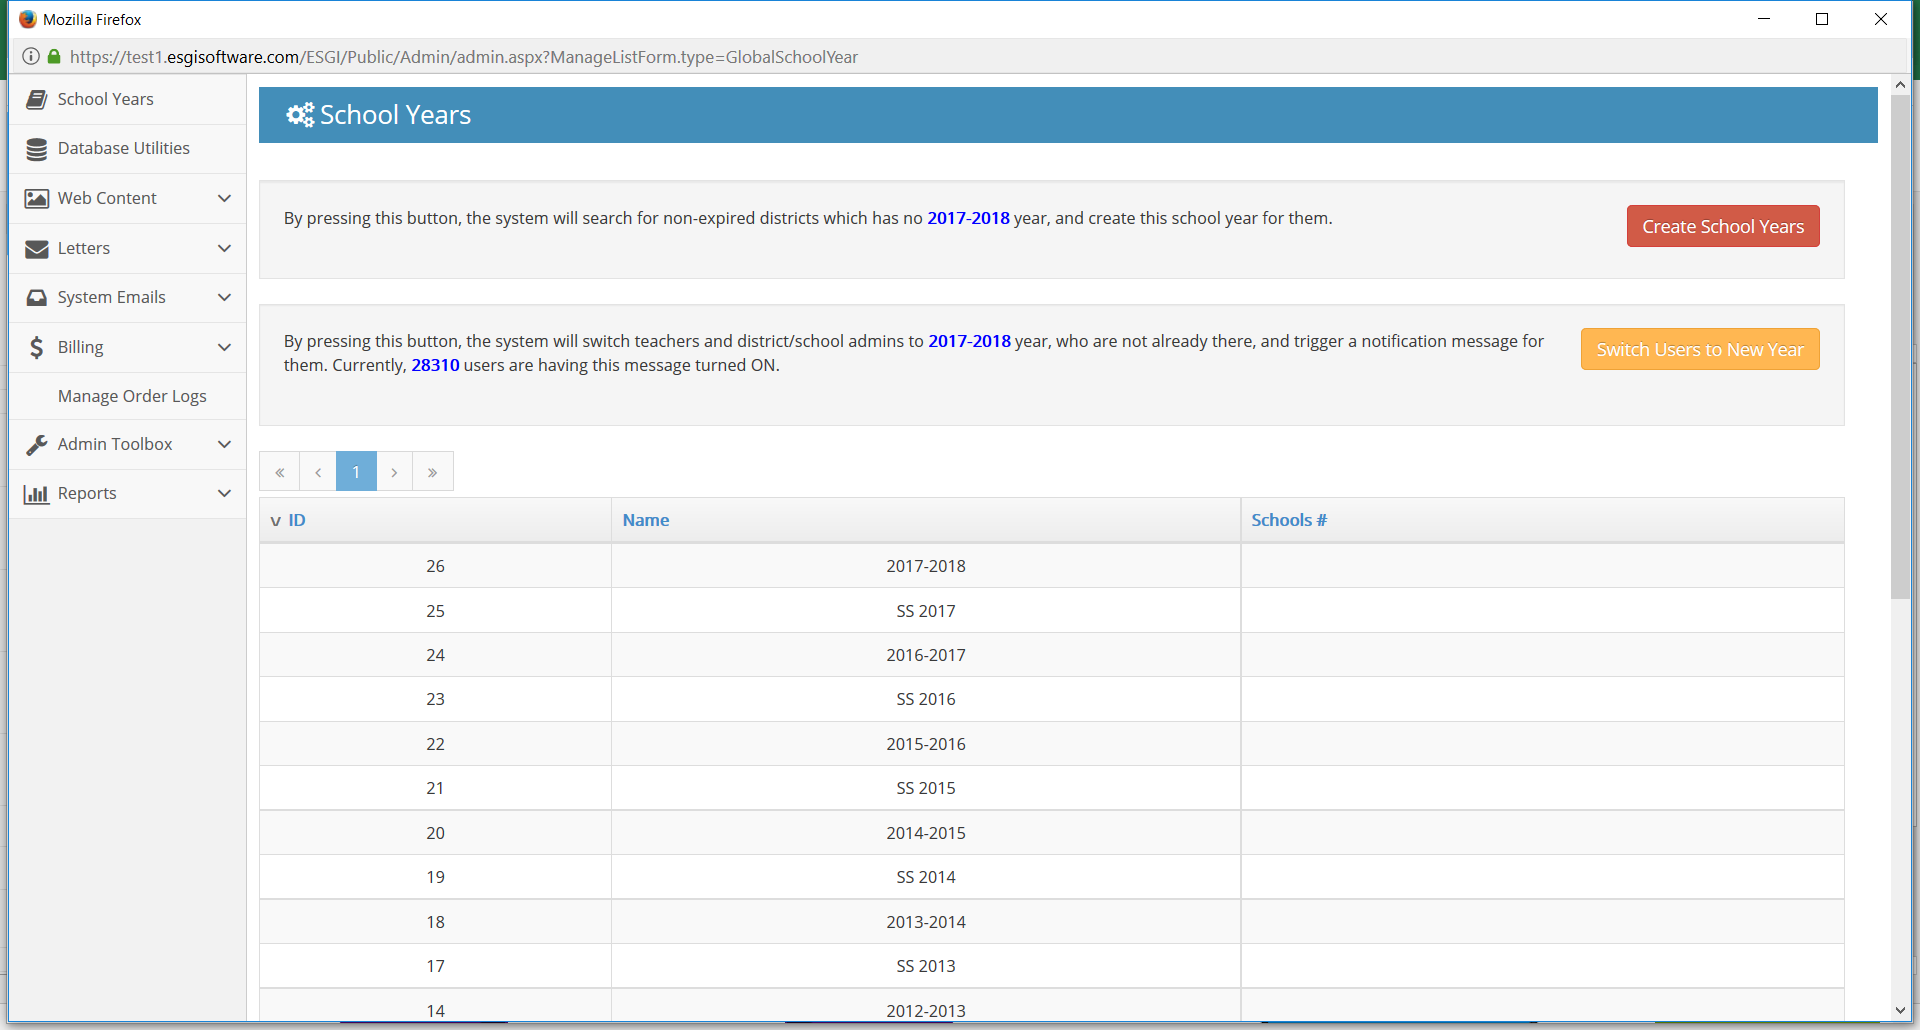 Mozilla Firefox
https://test1.esgisoftware.com/ESGI/Public/Admin/admin.aspx?ManageListForm.type=GlobalSchoolYear
School Years
Database Utilities
Web Content
Letters
System Emails
Billing
Manage Order Logs
Admin Toolbox
Reports
School Years
By pressing this button, the system will search for non-expired districts which has no 2017-2018 year, and create this school year for them.
Create School Years
By pressing this button, the system will switch teachers and district/school admins to 2017-2018 year, who are not already there, and trigger a notification message for
them. Currently, 28310 users are having this message turned ON.
Switch Users to New Year
« ‹ 1 › »
v ID Name Schools #
26 2017-2018
25 SS 2017
24 2016-2017
23 SS 2016
22 2015-2016
21 SS 2015
20 2014-2015
19 SS 2014
18 2013-2014
17 SS 2013
14 2012-2013